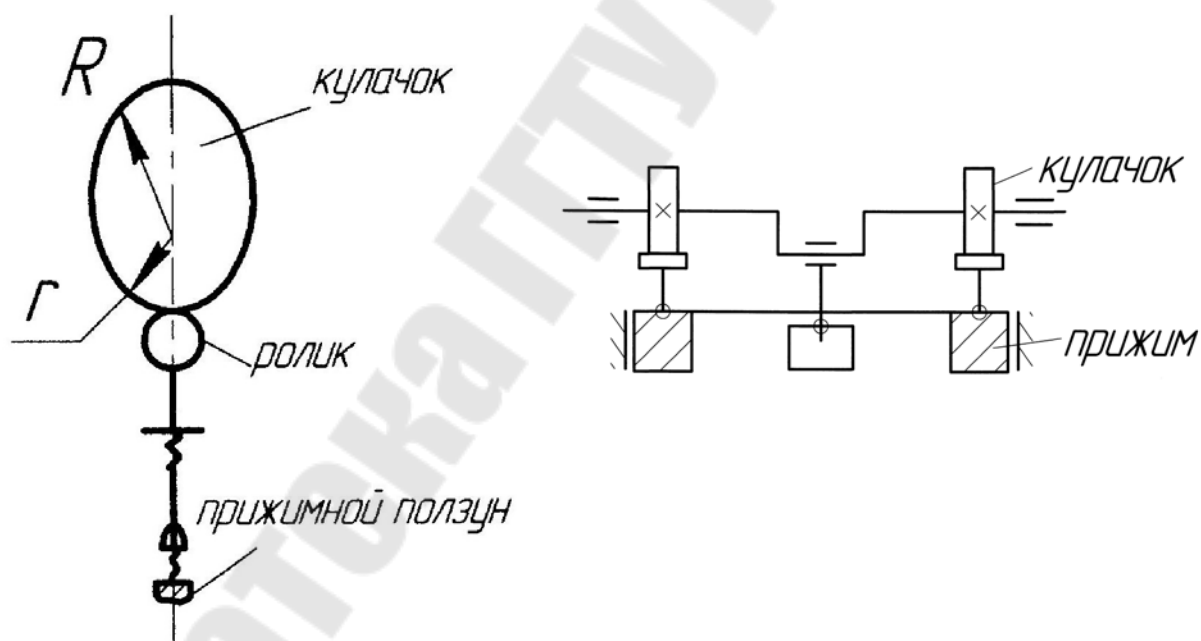 R
кулачок
r
ролик
прижимной ползун
кулачок
прижим